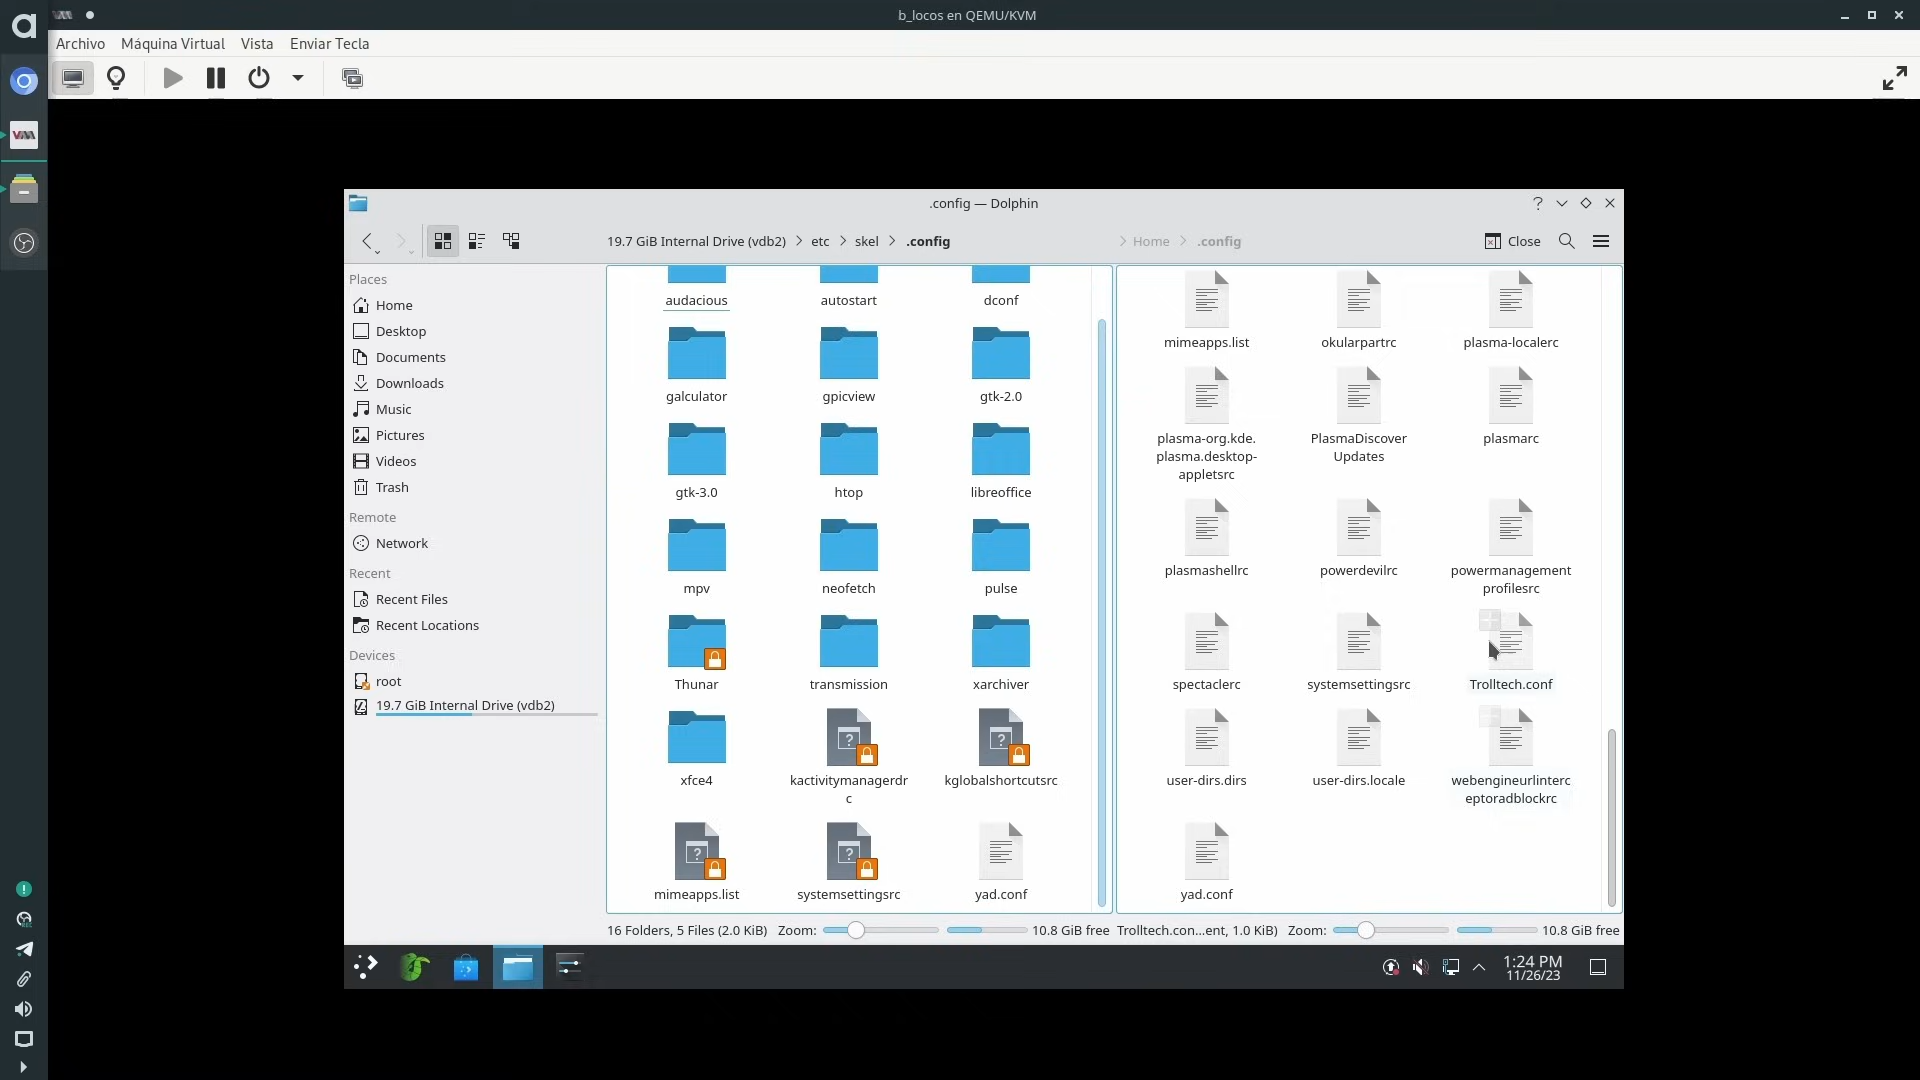 b_locos en QEMU/KVM
Archivo Máquina Virtual Vista Enviar Tecla
.config — Dolphin
19.7 GiB Internal Drive (vdb2) etc skel .config
Home .config
Close
Places
Home
Desktop
Documents
Downloads
Music
Pictures
Videos
Trash
Remote
Network
Recent
Recent Files
Recent Locations
Devices
root
19.7 GiB Internal Drive (vdb2)
audacious autostart dconf
galculator gpicview gtk-2.0
gtk-3.0 htop libreoffice
mpv neofetch pulse
Thunar transmission xarchiver
xfce4 kactivitymanagerdr
c
kglobalshortcutsrc
mimeapps.list systemsettingsrc yad.conf
16 Folders, 5 Files (2.0 KiB) Zoom: 10.8 GiB free
mimeapps.list okularpartrc plasma-localerc
plasma-org.kde.
plasma.desktop-
appletsrc
PlasmaDiscover
Updates
plasmarc
plasmashellrc powerdevilrc powermanagement
profilesrc
spectaclerc systemsettingsrc Trolltech.conf
user-dirs.dirs user-dirs.locale webengineurlinterc
eptoradblockrc
yad.conf
Trolltech.con...ent, 1.0 KiB) Zoom: 10.8 GiB free
1:24 PM
11/26/23